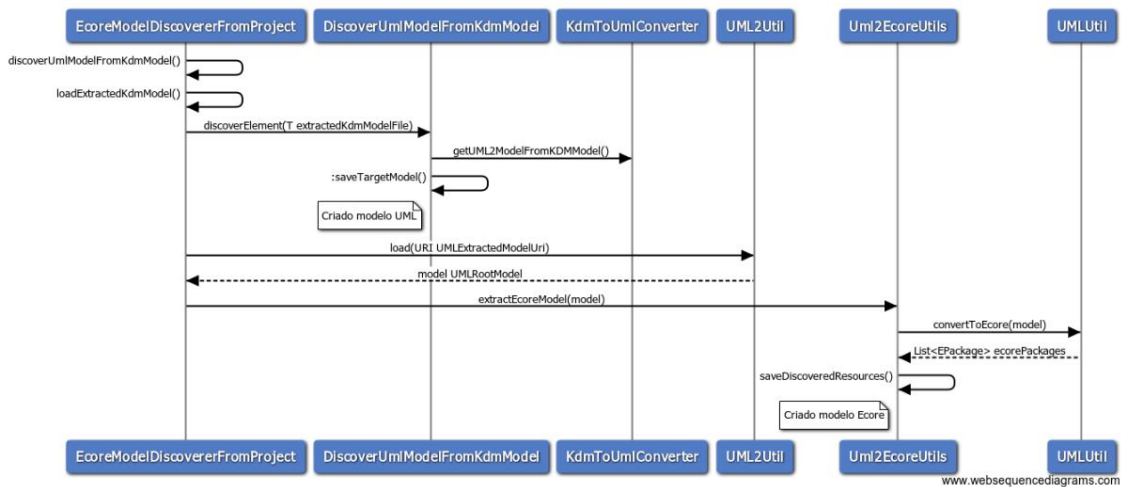 EcoreModelDiscovererFromProject
DiscoverUmlModelFromKdmModel
KdmToUmlConverter
UML2Util
Uml2EcoreUtils
UMLUtil
discoverUmlModelFromKdmModel()
loadExtractedKdmModel()
discoverElement(T extractedKdmModelFile)
getUML2ModelFromKDMModel()
:saveTargetModel()
Criado modelo UML
load(URI UMLExtractedModelUri)
model UMLRootModel
extractEcoreModel(model)
convertToEcore(model)
List<EPackage> ecorePackages
saveDiscoveredResources()
Criado modelo Ecore
EcoreModelDiscovererFromProject
DiscoverUmlModelFromKdmModel
KdmToUmlConverter
UML2Util
Uml2EcoreUtils
UMLUtil
www.websequencediagrams.com